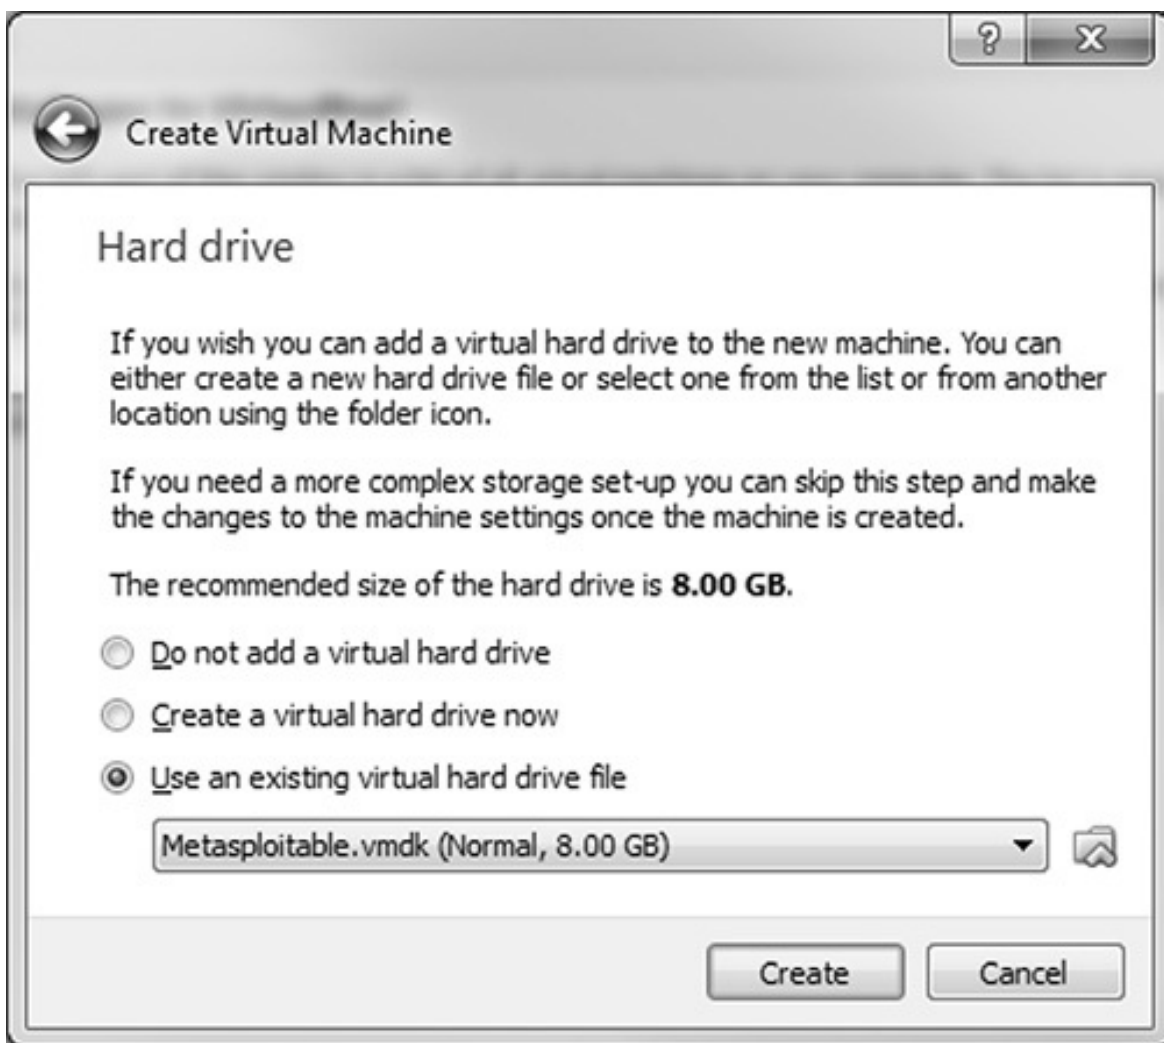 ?
X
Create Virtual Machine
Hard drive
If you wish you can add a virtual hard drive to the new machine. You can
either create a new hard drive file or select one from the list or from another
location using the folder icon.
If you need a more complex storage set-up you can skip this step and make
the changes to the machine settings once the machine is created.
The recommended size of the hard drive is 8.00 GB.
Do not add a virtual hard drive
Create a virtual hard drive now
Use an existing virtual hard drive file
Metasploitable.vmdk (Normal, 8.00 GB)
Create
Cancel